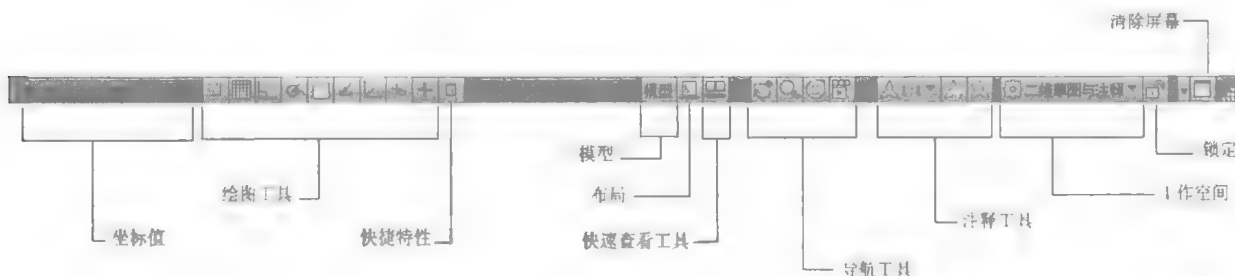 清除屏幕
模型
二维草图与注释
模型
锁定
绘图工具
布局
工作空间
坐标值
快捷特性
快速查看工具
注释工具
导航工具